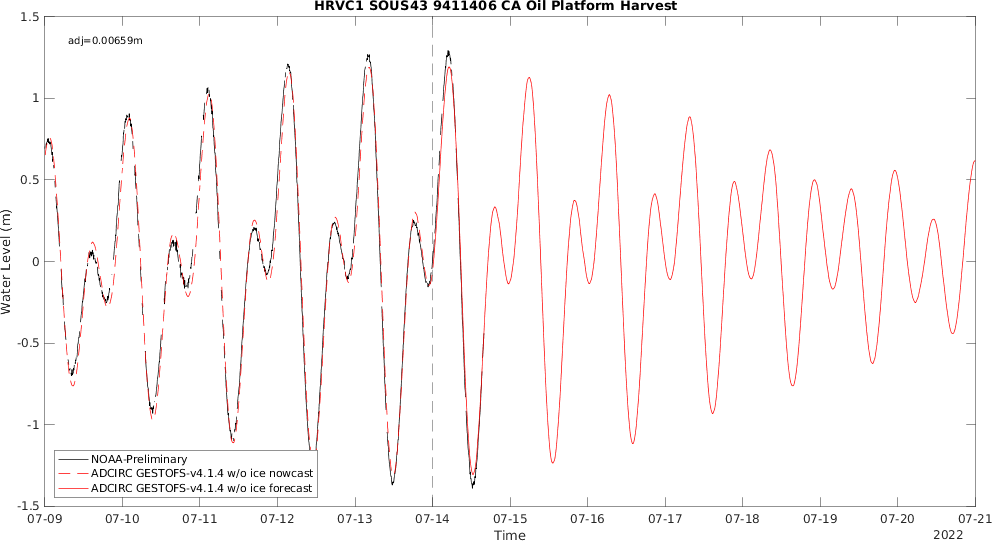 HRVC1 SOUS43 9411406 CA Oil Platform Harvest
1.5
adj=0.00659m
1
0.5
0
-0.5
-1
-1.5
Water Level (m)
NOAA-Preliminary
ADCIRC GESTOFS-v4.1.4 w/o ice nowcast
ADCIRC GESTOFS-v4.1.4 w/o ice forecast
07-09 07-10 07-11 07-12 07-13 07-14 07-15 07-16 07-17 07-18 07-19 07-20 07-21
Time
2022